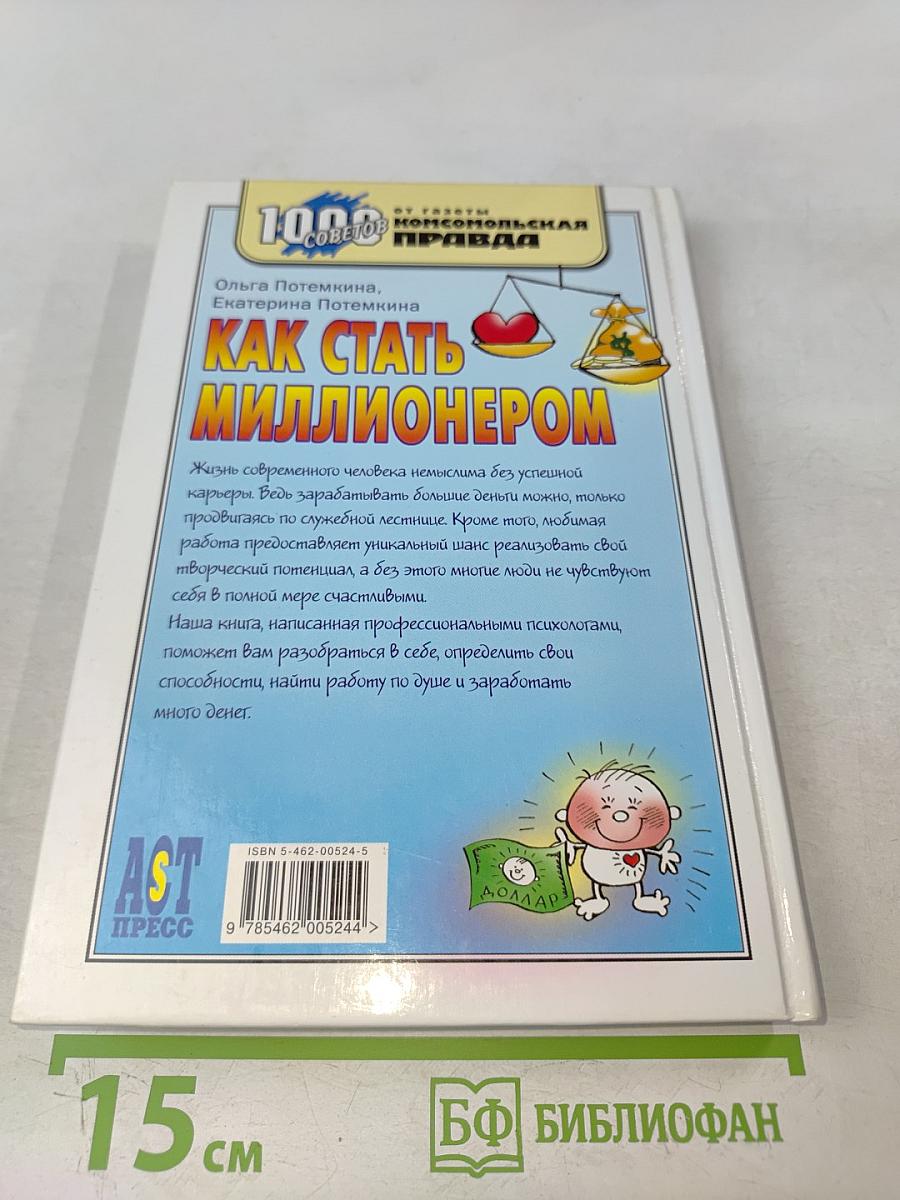 1000 СОВЕТОВ
от газеты
КОМСОМОЛЬСКАЯ
ПРАВДА
Ольга Потемкина,
Екатерина Потемкина
КАК СТАТЬ
МИЛЛИОНЕРОМ
$
Жизнь современного человека немыслима без успешной
карьеры. Ведь зарабатывать большие деньги можно, только
продвигаясь по служебной лестнице. Кроме того, любимая
работа предоставляет уникальный шанс реализовать свой
творческий потенциал, а без этого многие люди не чувствуют
себя в полной мере счастливыми.
Наша книга, написанная профессиональными психологами,
поможет вам разобраться в себе, определить свои
способности, найти работу по душе и заработать
много денег.
ДОЛЛАР
АСТ
ПРЕСС
ISBN 5-462-00524-5
9 785462 005244 >
15 см
БФ БИБЛИОФАН